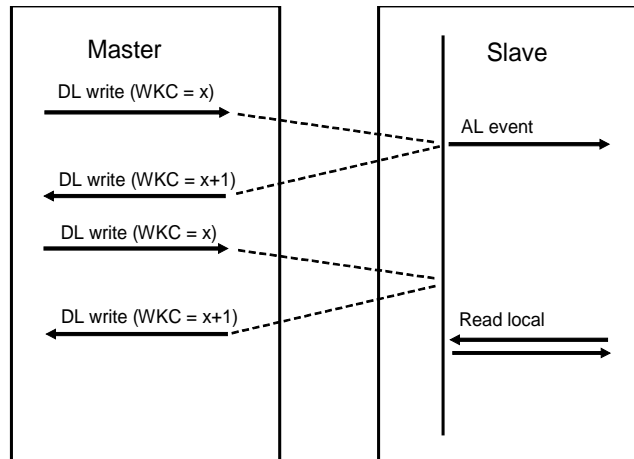 Master
Slave
DL write (WKC = x)
AL event
DL write (WKC = x+1)
DL write (WKC = x)
DL write (WKC = x+1)
Read local